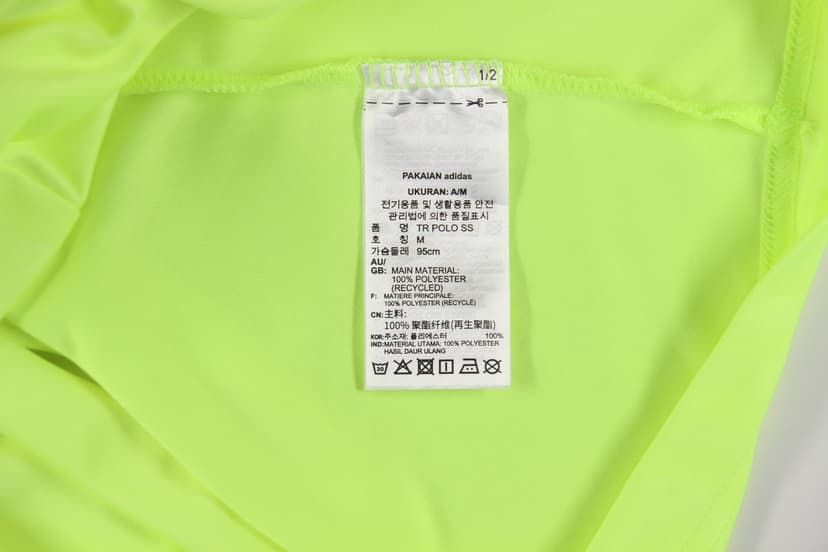 1/2
PAKAIAN adidas
UKURAN: A/M
전기용품 및 생활용품 안전
관리법에 의한 품질표시
품 명 TR POLO SS
호 칭 M
가슴둘레 95cm
AU/
GB: MAIN MATERIAL:
100% POLYESTER
(RECYCLED)
F: MATIERE PRINCIPALE:
100% POLYESTER (RECYCLÉ)
CN: 主料:
100% 聚酯纤维(再生聚酯)
KOR: 주소재: 폴리에스터 100%
IND: MATERIAL UTAMA: 100% POLYESTER
HASIL DAUR ULANG
30